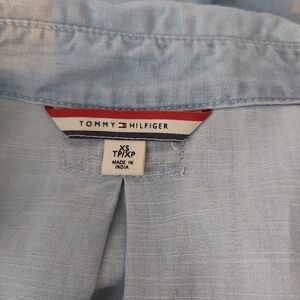 TOMMY HILFIGER
XS
TP/XP
MADE IN
INDIA